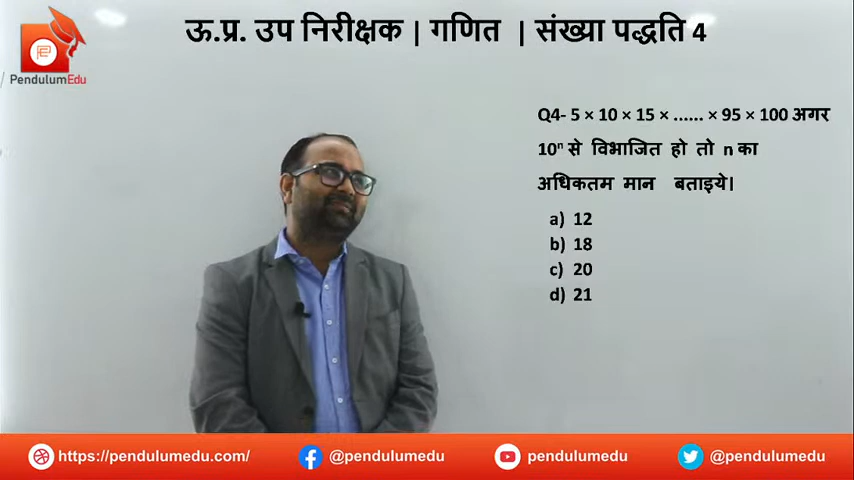 ऊ.प्र. उप निरीक्षक | गणित | संख्या पद्धति 4
PendulumEdu
Q4- 5 × 10 × 15 × ...... × 95 × 100 अगर
10ⁿ से विभाजित हो तो n का
अधिकतम मान बताइये।
a) 12
b) 18
c) 20
d) 21
https://pendulumedu.com/ @pendulumedu pendulumedu @pendulumedu